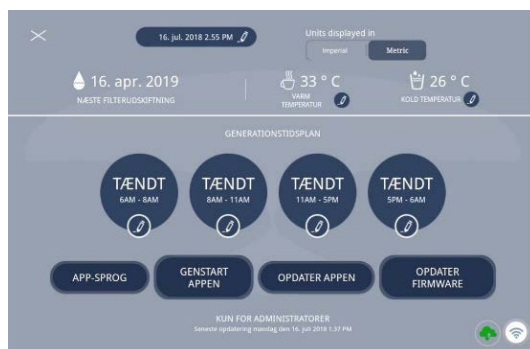 16. jul. 2018 2.55 PM
Units displayed in
Imperial
Metric
16. apr. 2019
NÆSTE FILTERUDSKIFTNING
33 ° C
VARM
TEMPERATUR
26 ° C
KOLD TEMPERATUR
GENERATIONSTIDSPLAN
TÆNDT
6AM - 8AM
TÆNDT
8AM - 11AM
TÆNDT
11AM - 5PM
TÆNDT
5PM - 6AM
APP-SPROG
GENSTART
APPEN
OPDATER APPEN
OPDATER
FIRMWARE
KUN FOR ADMINISTRATORER
Seneste opdatering mandag den 16. juli 2018 1.37 PM